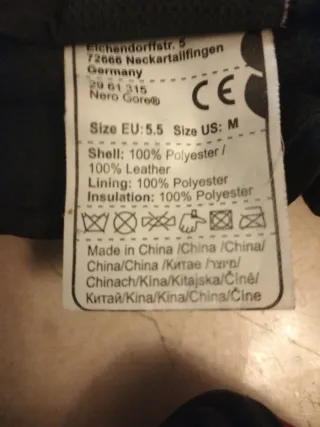 Eichendorffstr. 5
72666 Neckartailfingen
Germany
29 61 315
Nero Gore®
CE
Size EU: 5.5 Size US: M
Shell: 100% Polyester /
100% Leather
Lining: 100% Polyester
Insulation: 100% Polyester
Made in China /China /China/
China/China /Китае /סין/
Chinach/Kina/Kitajska/Číně/
Китай/Kina/Kina/China/Čīne